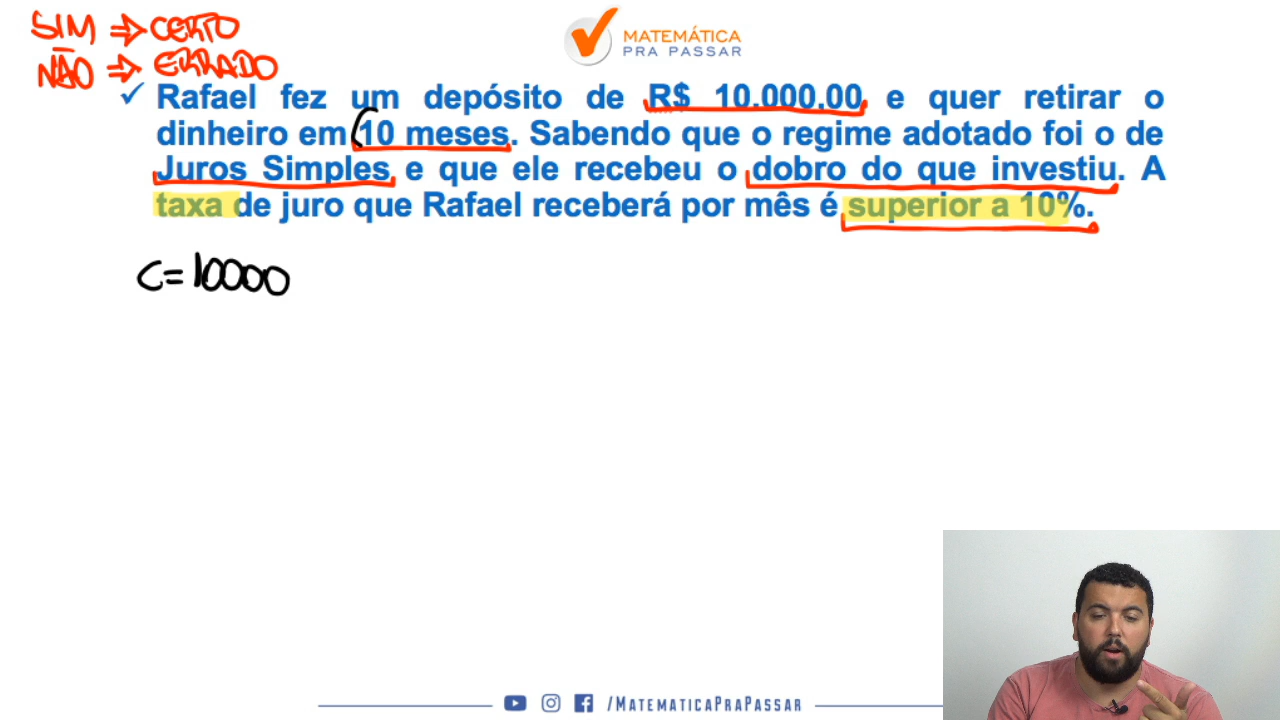 SIM => CERTO
NÃO => ERRADO
MATEMÁTICA
PRA PASSAR
✓ Rafael fez um depósito de R$ 10.000,00 e quer retirar o
dinheiro em 10 meses. Sabendo que o regime adotado foi o de
Juros Simples e que ele recebeu o dobro do que investiu. A
taxa de juro que Rafael receberá por mês é superior a 10%.
C=10000
/MATEMATICAPRAPASSAR